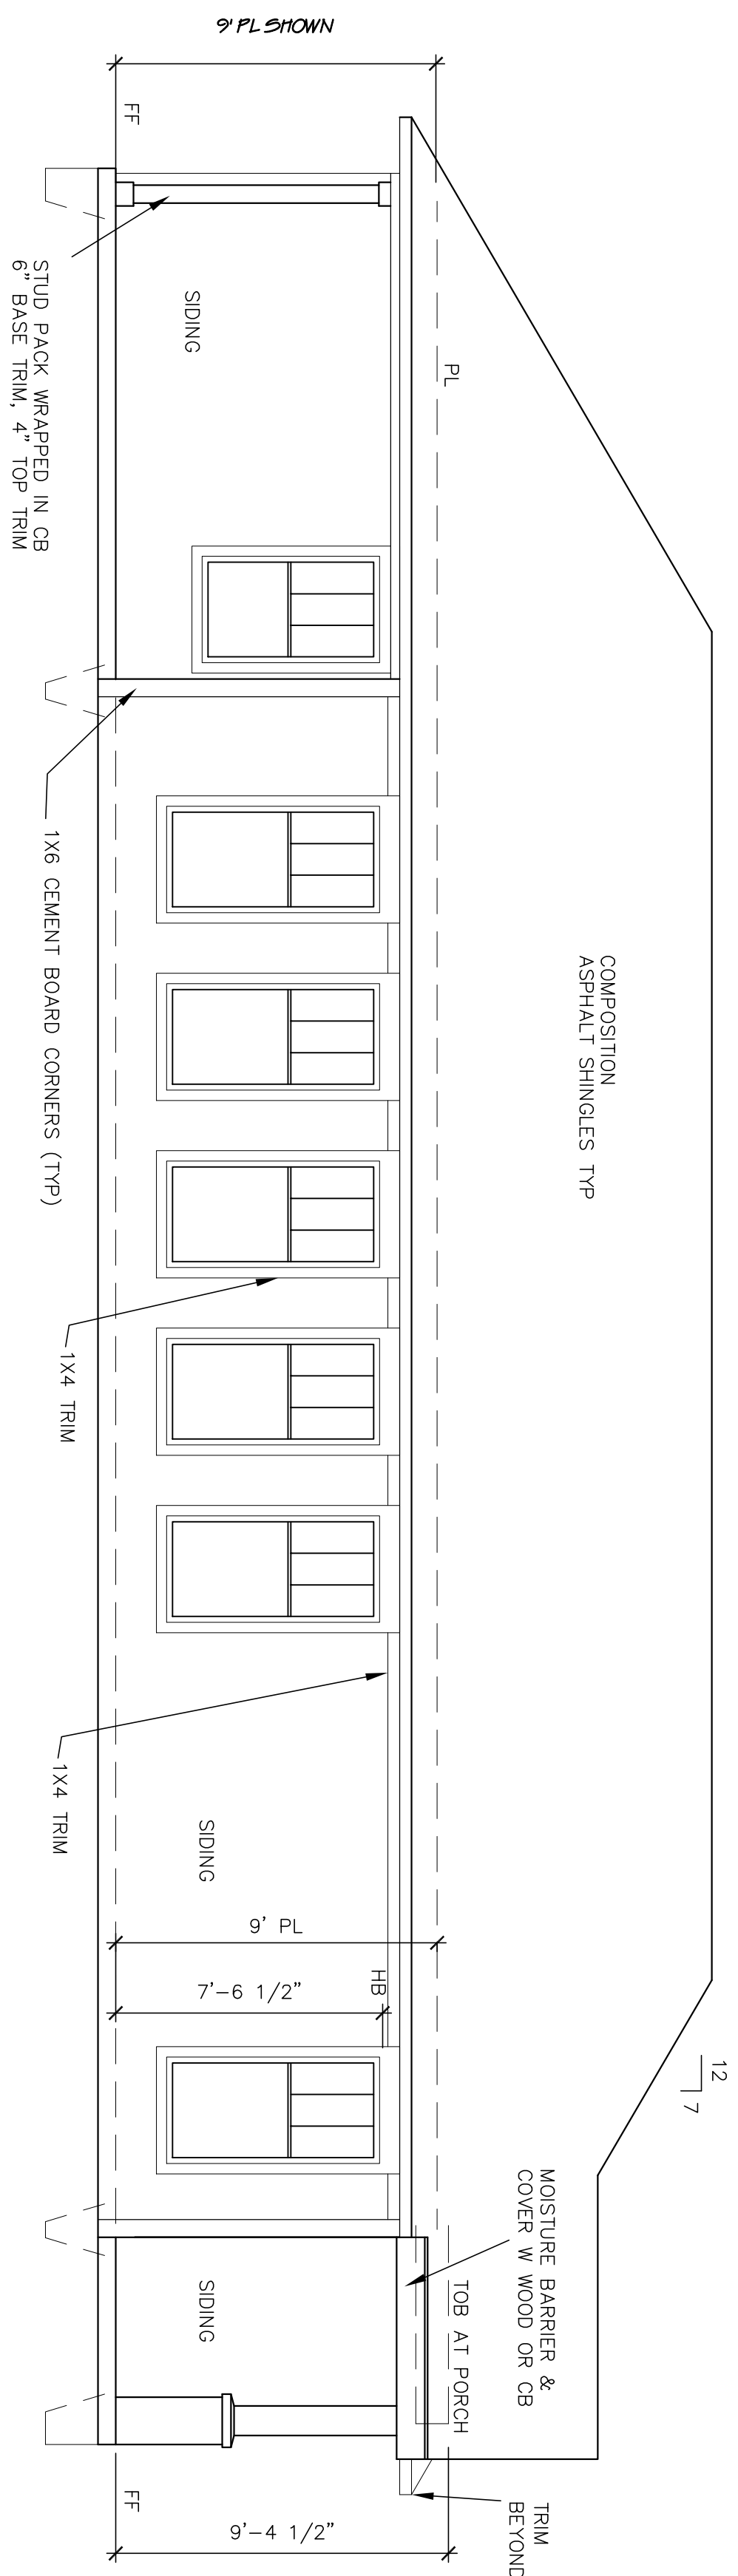 9' PL SHOWN
FF
STUD PACK WRAPPED IN CB
6" BASE TRIM, 4" TOP TRIM
SIDING
PL
1X6 CEMENT BOARD CORNERS (TYP)
COMPOSITION
ASPHALT SHINGLES TYP
1X4 TRIM
1X4 TRIM
SIDING
9' PL
7'-6 1/2"
HB
12
7
MOISTURE BARRIER &
COVER W WOOD OR CB
TOB AT PORCH
SIDING
TRIM
BEYOND
FF
9'-4 1/2"